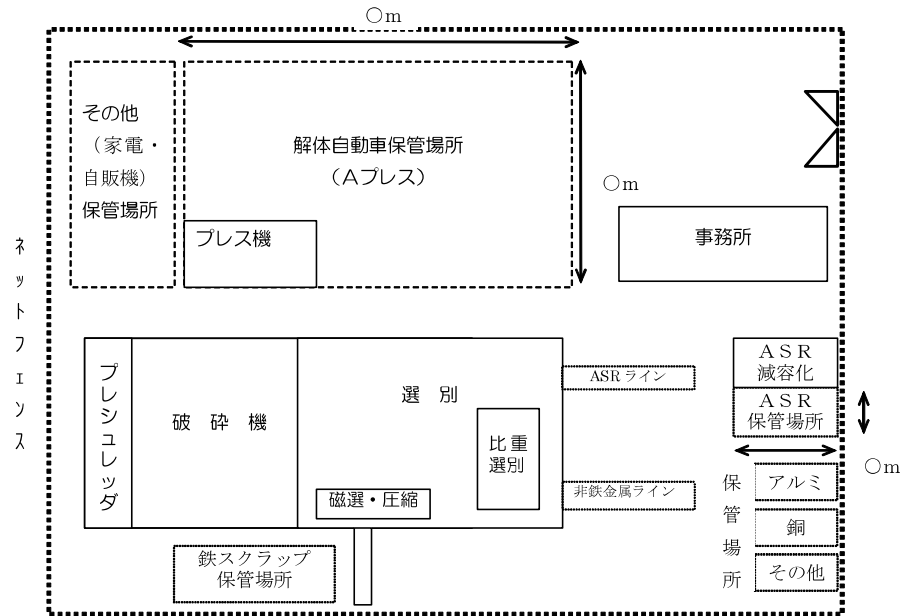 ○m
その他
（家電・
自販機）
保管場所
解体自動車保管場所
（Aプレス）
○m
プレス機
事務所
ネットフェンス
プレシュレッダ
破 砕 機
選 別
比重
選別
磁選・圧縮
ASRライン
非鉄金属ライン
ＡＳＲ
減容化
ＡＳＲ
保管場所
○m
保管場所
アルミ
銅
その他
鉄スクラップ
保管場所